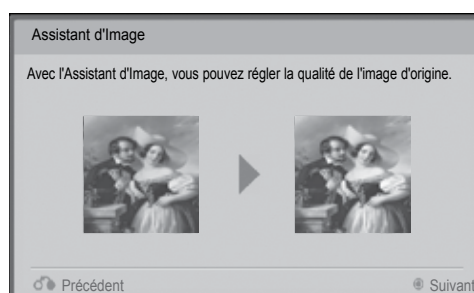 Assistant d'Image
Avec l'Assistant d'Image, vous pouvez régler la qualité de l'image d'origine.
Précédent
Suivant